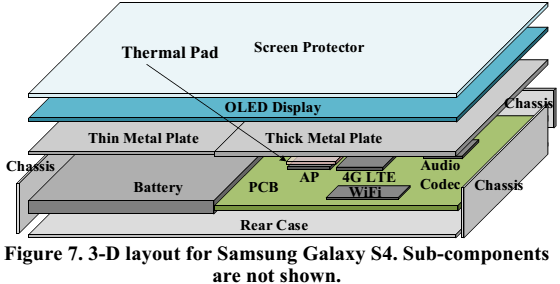 Screen Protector
Thermal Pad
OLED Display
Chassis
Thin Metal Plate
Thick Metal Plate
Chassis
AP
4G LTE
Audio
Codec
Battery
PCB
WiFi
Chassis
Rear Case
Figure 7. 3-D layout for Samsung Galaxy S4. Sub-components
are not shown.